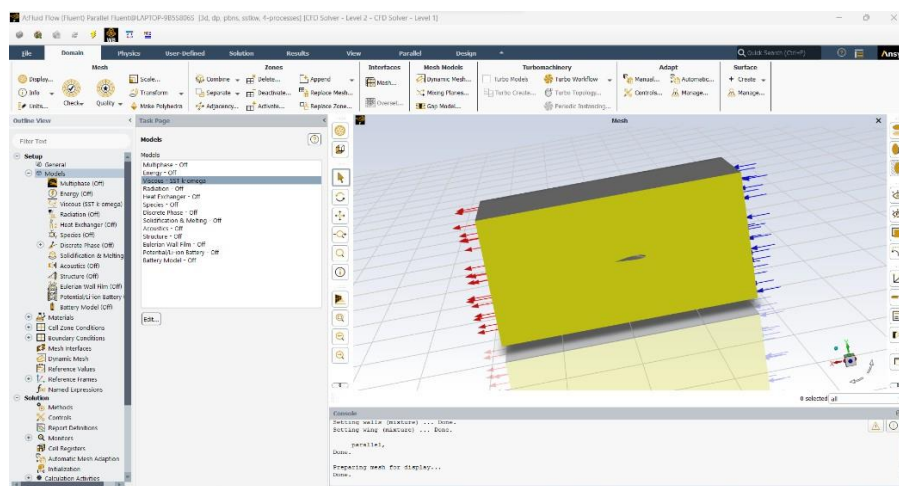 A:Fluid Flow (Fluent) Parallel Fluent@LAPTOP-9B5S806S [3d, dp, pbns, sstkw, 4-processes] [CFD Solver - Level 2 - CFD Solver - Level 1]
File Domain Physics User-Defined Solution Results View Parallel Design Quick Search (Ctrl+F) Ans
Mesh Zones Interfaces Mesh Models Turbomachinery Adapt Surface
Display... Scale... Combine Delete... Append Mesh... Dynamic Mesh... Turbo Models Turbo Workflow Manual... Automatic... Create
Info Check Quality Transform Separate Deactivate... Replace Mesh... Mixing Planes... Turbo Create... Turbo Topology... Controls... Manage... Manage...
Units... Make Polyhedra Adjacency... Activate... Replace Zone... Overset... Gap Model... Periodic Instancing...
Outline View
Filter Text
Setup
General
Models
Multiphase (Off)
Energy (Off)
Viscous (SST k-omega)
Radiation (Off)
Heat Exchanger (Off)
Species (Off)
Discrete Phase (Off)
Solidification & Melting
Acoustics (Off)
Structure (Off)
Eulerian Wall Film (Off)
Potential/Li-ion Battery
Battery Model (Off)
Materials
Cell Zone Conditions
Boundary Conditions
Mesh Interfaces
Dynamic Mesh
Reference Values
Reference Frames
Named Expressions
Solution
Methods
Controls
Report Definitions
Monitors
Cell Registers
Automatic Mesh Adaption
Initialization
Calculation Activities
Task Page
Models
Models
Multiphase - Off
Energy - Off
Viscous - SST k-omega
Radiation - Off
Heat Exchanger - Off
Species - Off
Discrete Phase - Off
Solidification & Melting - Off
Acoustics - Off
Structure - Off
Eulerian Wall Film - Off
Potential/Li-ion Battery - Off
Battery Model - Off
Edit...
Mesh
0 selected all
Console
Setting walls (mixture) ... Done.
Setting wing (mixture) ... Done.
parallel,
Done.
Preparing mesh for display...
Done.